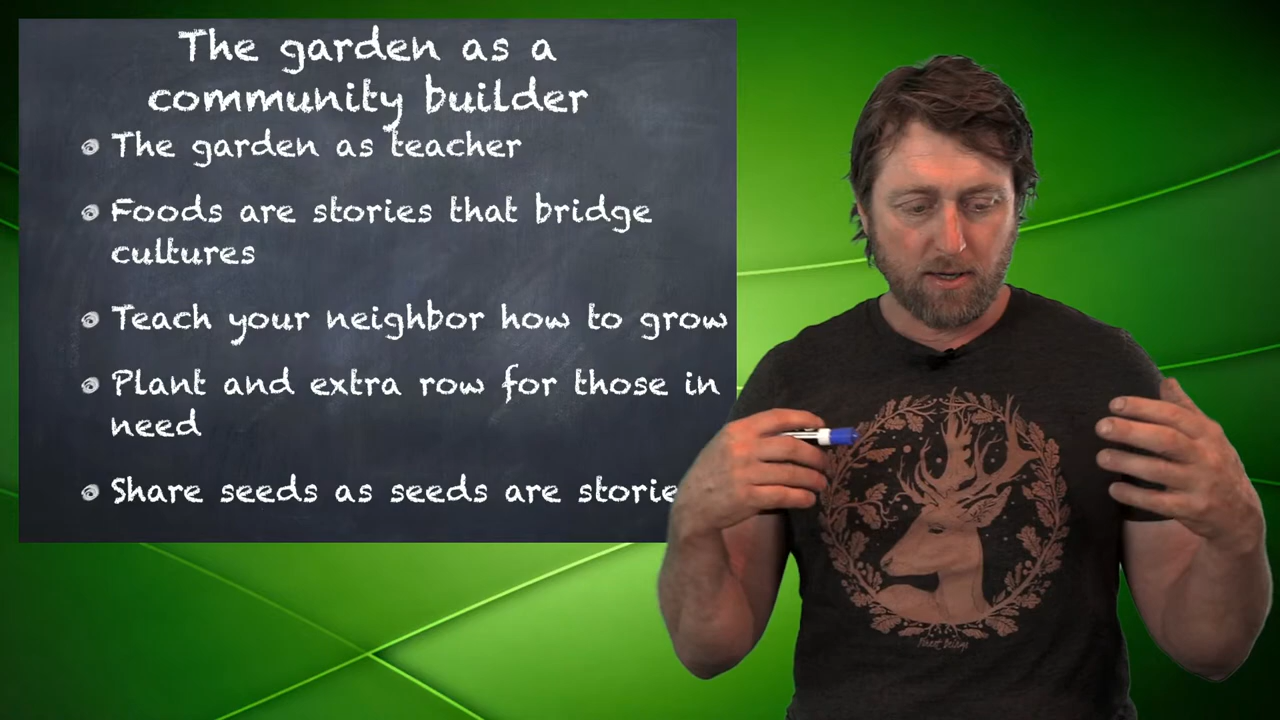 The garden as a
community builder
The garden as teacher
Foods are stories that bridge
cultures
Teach your neighbor how to grow
Plant and extra row for those in
need
Share seeds as seeds are storie